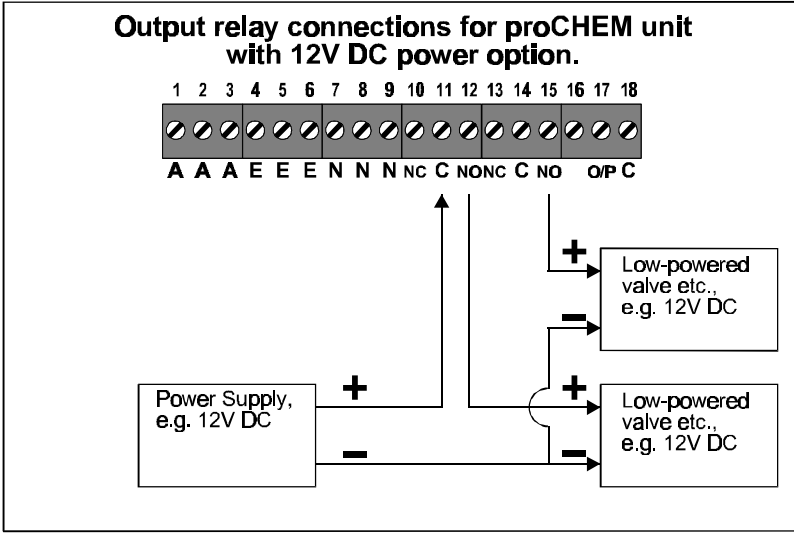 Output relay connections for proCHEM unit
with 12V DC power option.
1 2 3 4 5 6 7 8 9 10 11 12 13 14 15 16 17 18
A A A E E E N N N NC C NO NC C NO O/P C
+
Low-powered
valve etc.,
e.g. 12V DC
−
Power Supply,
e.g. 12V DC
+
−
+
Low-powered
valve etc.,
e.g. 12V DC
−